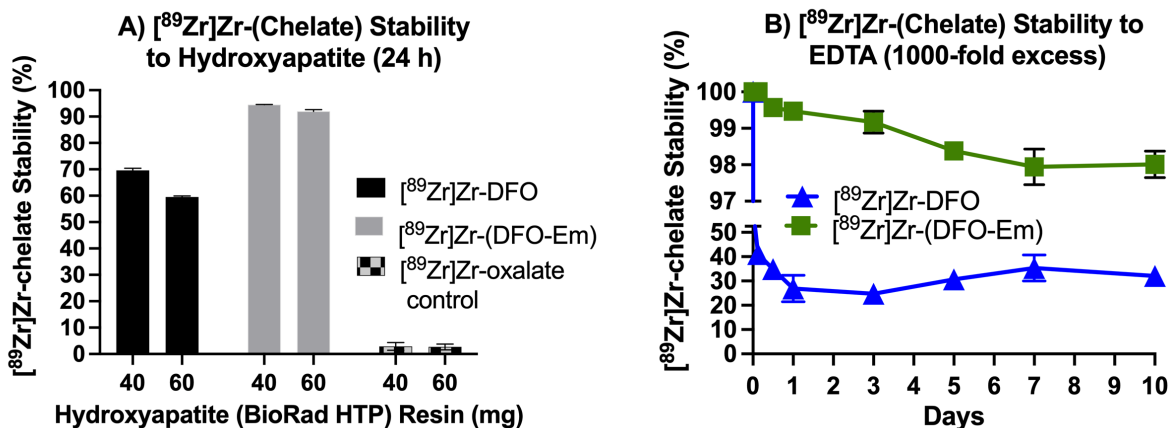 A) [⁸⁹Zr]Zr-(Chelate) Stability
to Hydroxyapatite (24 h)
[⁸⁹Zr]Zr-chelate Stability (%)
100
90
80
70
60
50
40
30
20
10
0
40 60 40 60 40 60
Hydroxyapatite (BioRad HTP) Resin (mg)
[⁸⁹Zr]Zr-DFO
[⁸⁹Zr]Zr-(DFO-Em)
[⁸⁹Zr]Zr-oxalate
control
B) [⁸⁹Zr]Zr-(Chelate) Stability to
EDTA (1000-fold excess)
[⁸⁹Zr]Zr-chelate Stability (%)
100
99
98
97
50
40
30
20
10
0
[⁸⁹Zr]Zr-DFO
[⁸⁹Zr]Zr-(DFO-Em)
0 1 2 3 4 5 6 7 8 9 10
Days